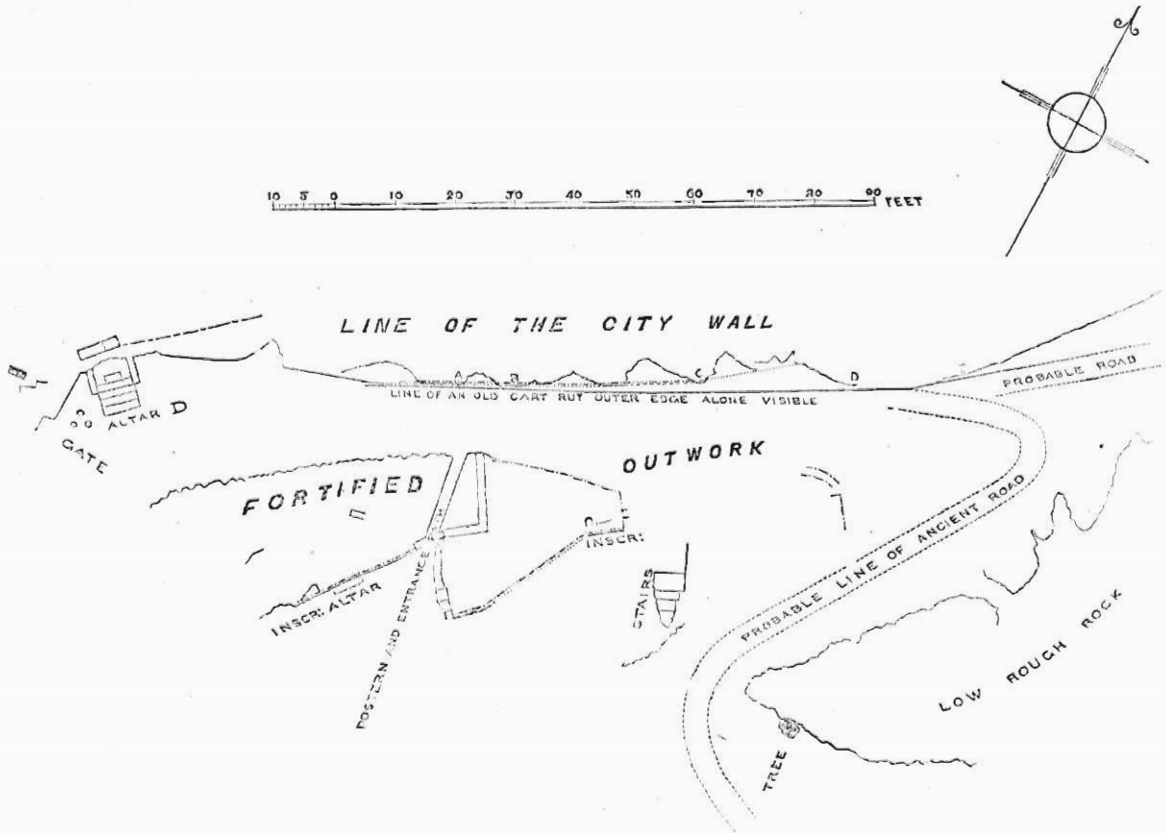 10 5 0 10 20 30 40 50 60 70 80 90 FEET
LINE OF THE CITY WALL
A B C D
PROBABLE ROAD
LINE OF AN OLD CART RUT OUTER EDGE ALONE VISIBLE
ALTAR D
GATE
FORTIFIED OUTWORK
INSCR:
INSCR: ALTAR
POSTERN AND ENTRANCE
STAIRS
PROBABLE LINE OF ANCIENT ROAD
LOW ROUGH ROCK
TREE